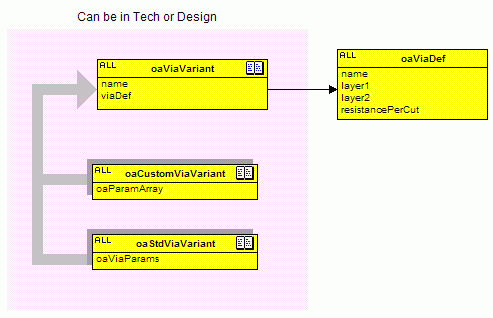 Can be in Tech or Design
ALL
oaViaVariant
name
viaDef
ALL
oaViaDef
name
layer1
layer2
resistancePerCut
ALL
oaCustomViaVariant
oaParamArray
ALL
oaStdViaVariant
oaViaParams